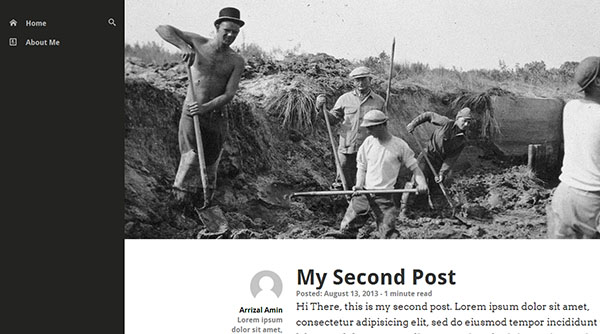 Home
About Me
My Second Post
Posted: August 13, 2013 - 1 minute read
Arrizal Amin
Lorem ipsum
dolor sit amet,
Hi There, this is my second post. Lorem ipsum dolor sit amet,
consectetur adipisicing elit, sed do eiusmod tempor incididunt